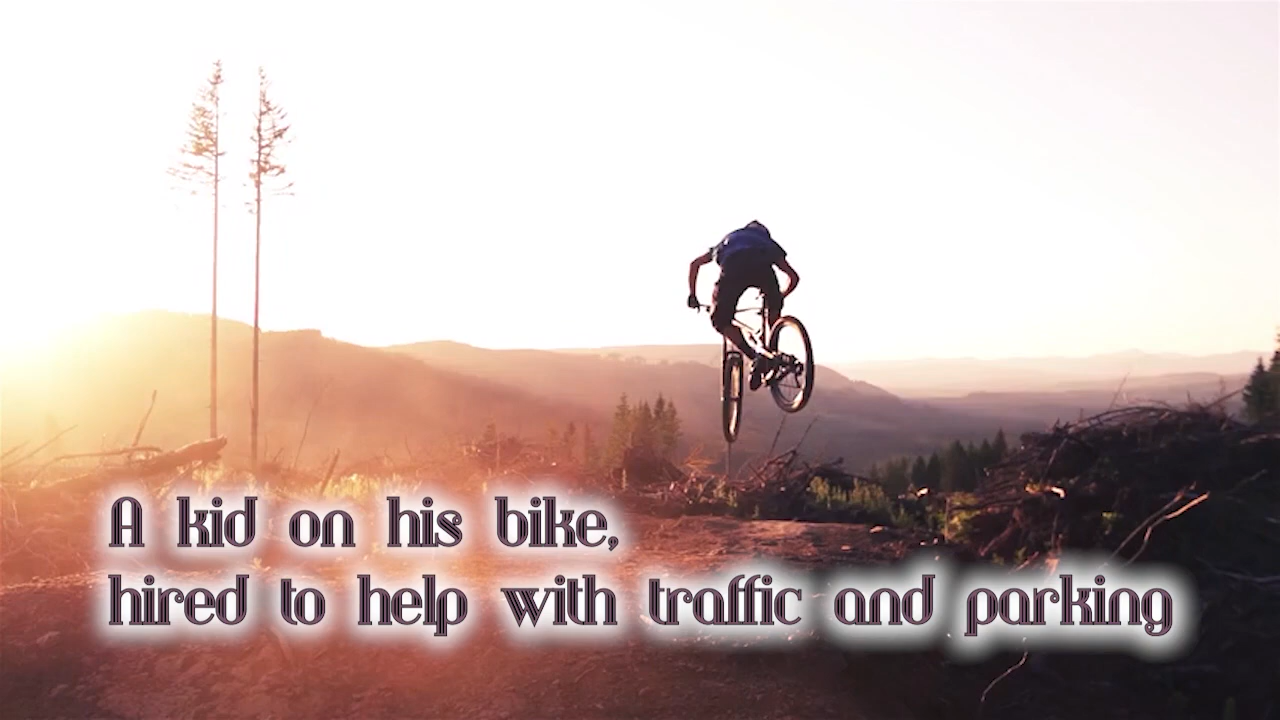 A kid on his bike,
hired to help with traffic and parking